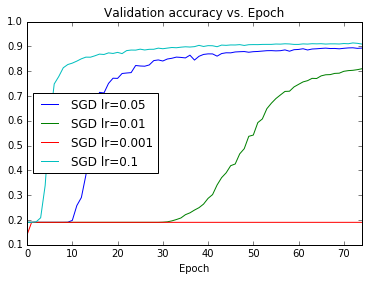 Validation accuracy vs. Epoch
1.0
0.9
0.8
0.7
0.6
0.5
0.4
0.3
0.2
0.1
SGD lr=0.05
SGD lr=0.01
SGD lr=0.001
SGD lr=0.1
0 10 20 30 40 50 60 70
Epoch